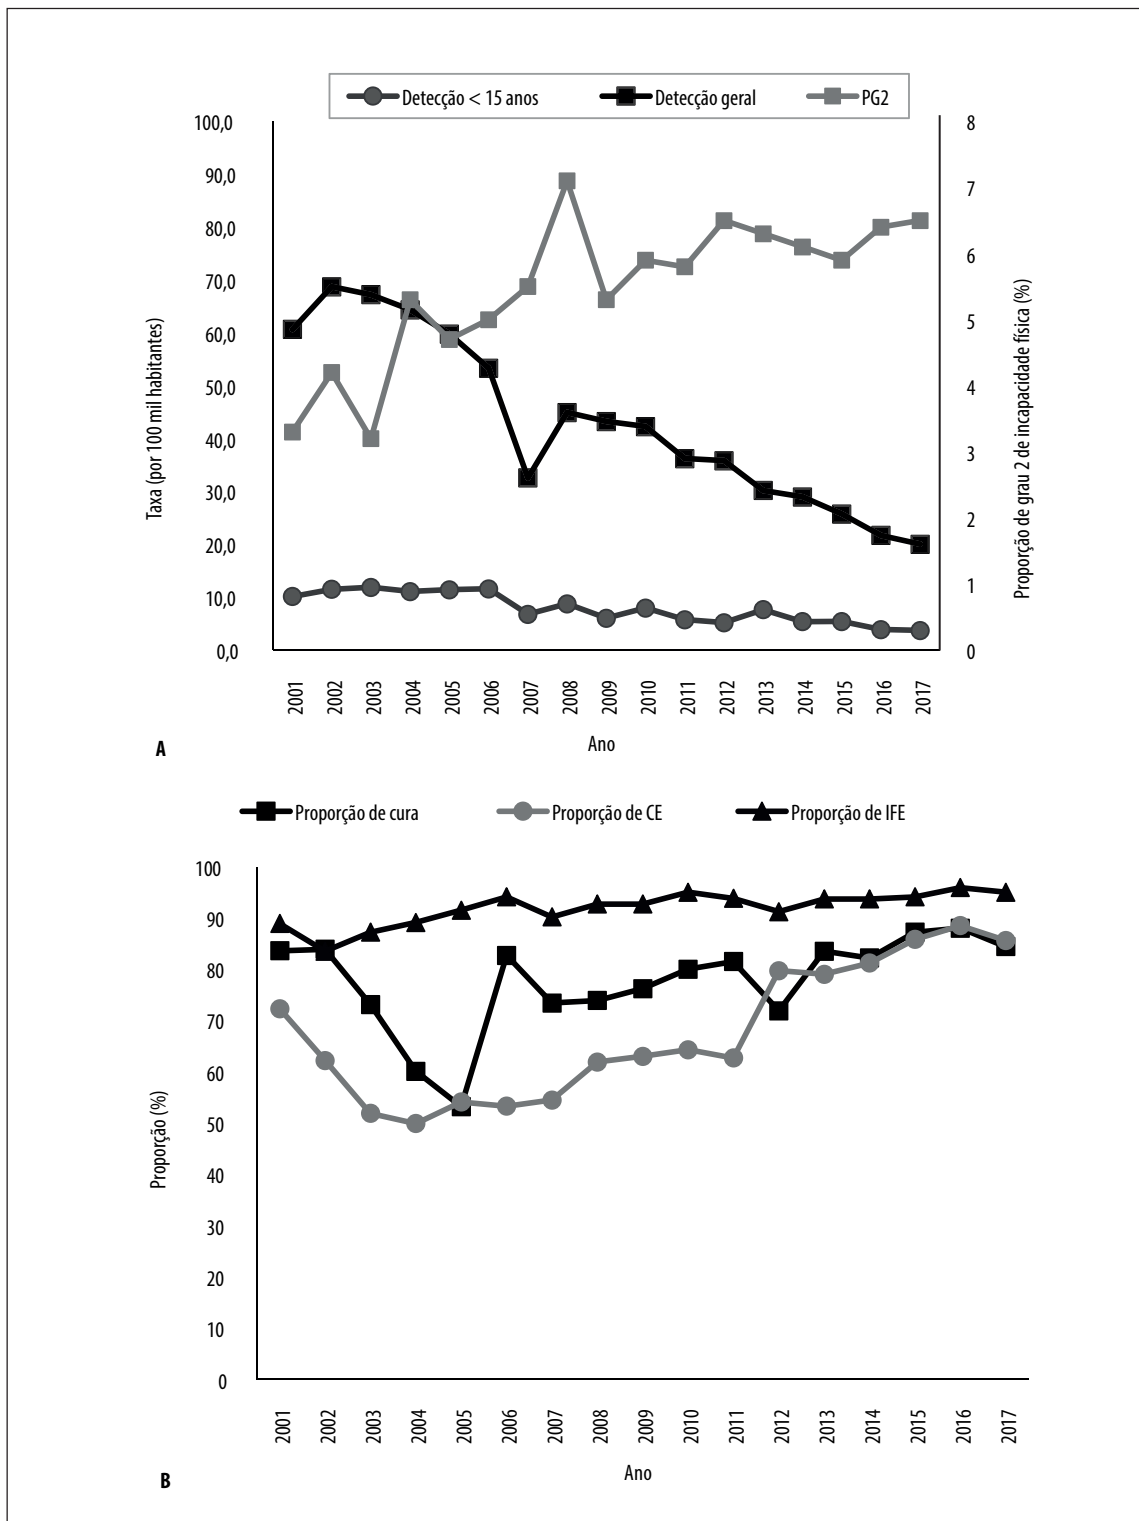 Detecção < 15 anos Detecção geral PG2
100,0 8
90,0 7
80,0 6
70,0 5
60,0 4
50,0 3
40,0 2
30,0 1
20,0 0
10,0
0,0
Taxa (por 100 mil habitantes)
Proporção de grau 2 de incapacidade física (%)
2001 2002 2003 2004 2005 2006 2007 2008 2009 2010 2011 2012 2013 2014 2015 2016 2017
Ano
A
Proporção de cura Proporção de CE Proporção de IFE
100
90
80
70
60
50
40
30
20
10
0
Proporção (%)
2001 2002 2003 2004 2005 2006 2007 2008 2009 2010 2011 2012 2013 2014 2015 2016 2017
Ano
B